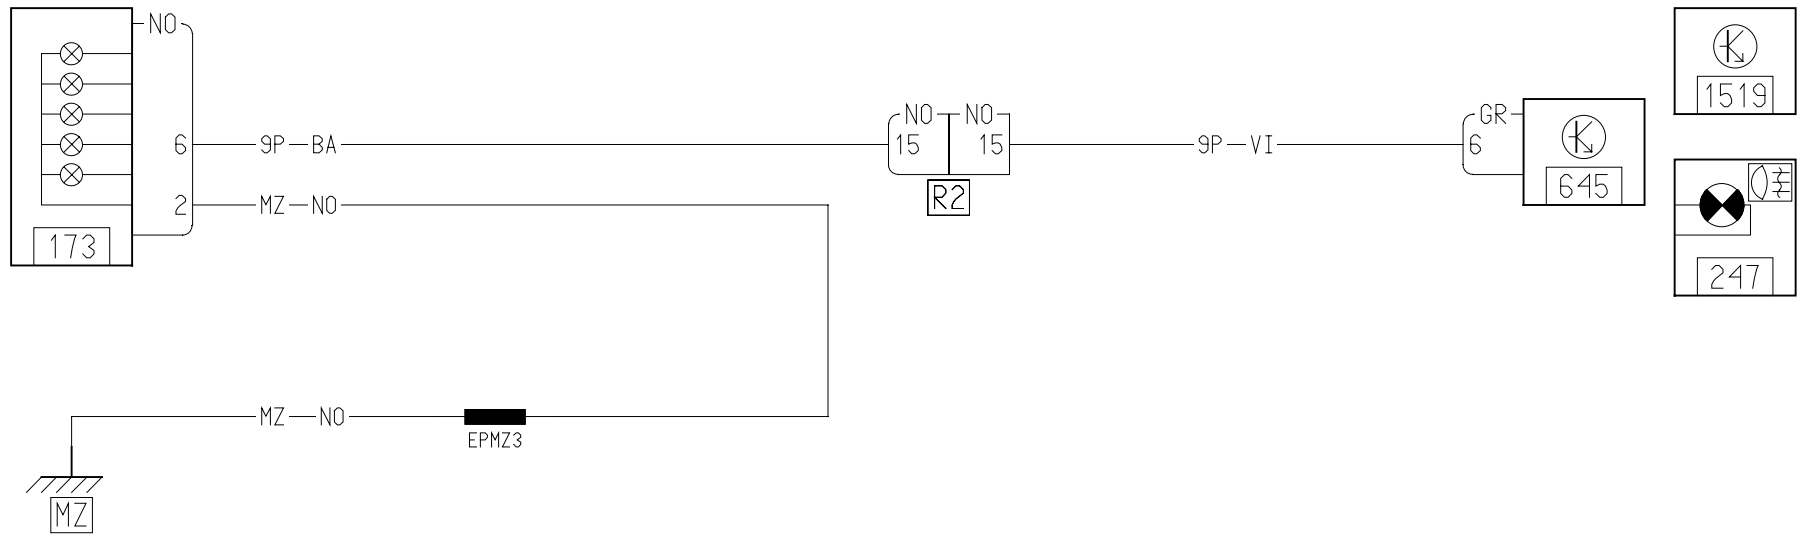 NO
NO NO
GR
1519
6 9P BA 15 15 9P VI 6
645
2 MZ NO
R2
173
247
MZ NO
EPMZ3
MZ